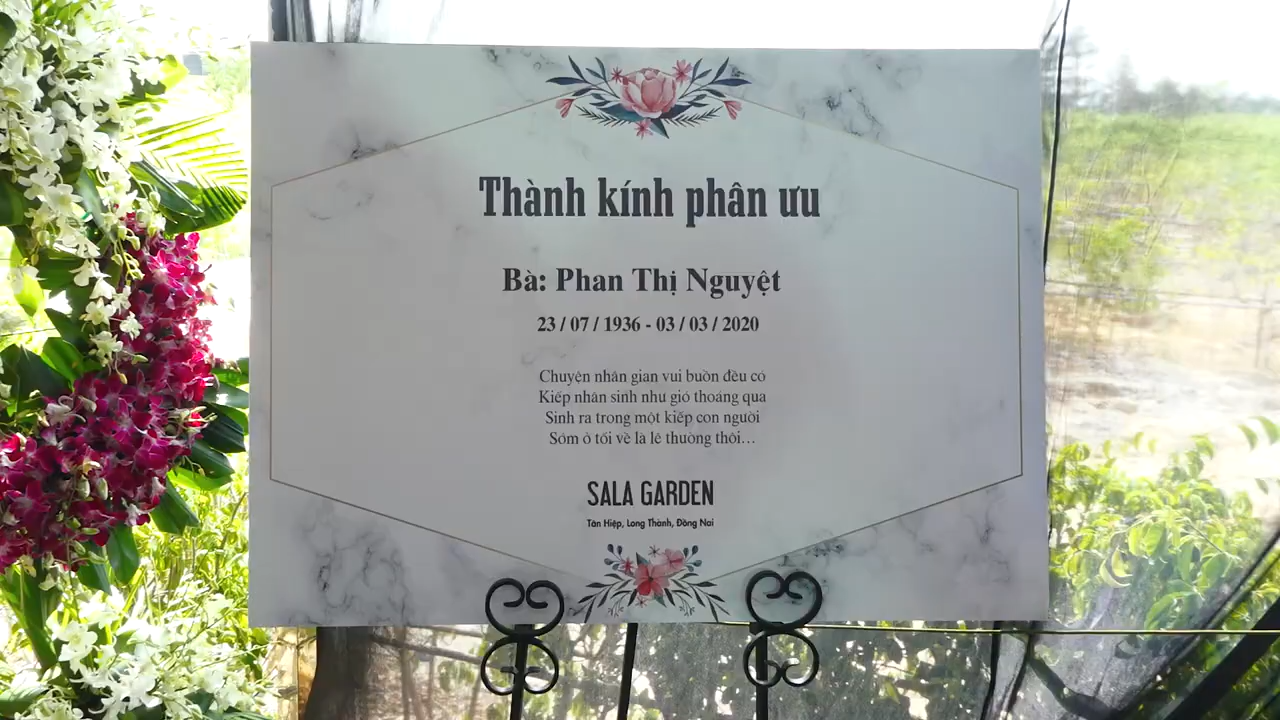 Thành kính phân ưu
Bà: Phan Thị Nguyệt
23 / 07 / 1936 - 03 / 03 / 2020
Chuyện nhân gian vui buồn đều có
Kiếp nhân sinh như gió thoáng qua
Sinh ra trong một kiếp con người
Sớm ở tối về là lẽ thường thôi...
SALA GARDEN
Tân Hiệp, Long Thành, Đồng Nai